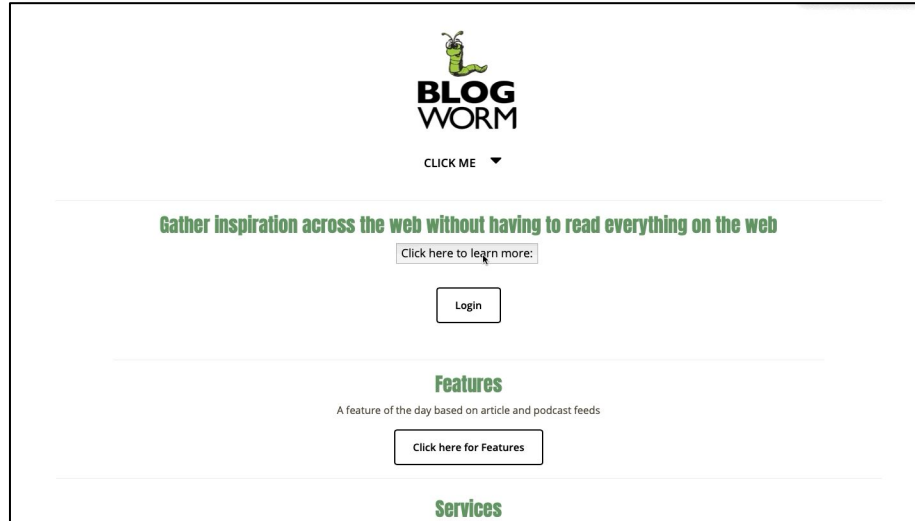 BLOG
WORM
CLICK ME
Gather inspiration across the web without having to read everything on the web
Click here to learn more:
Login
Features
A feature of the day based on article and podcast feeds
Click here for Features
Services